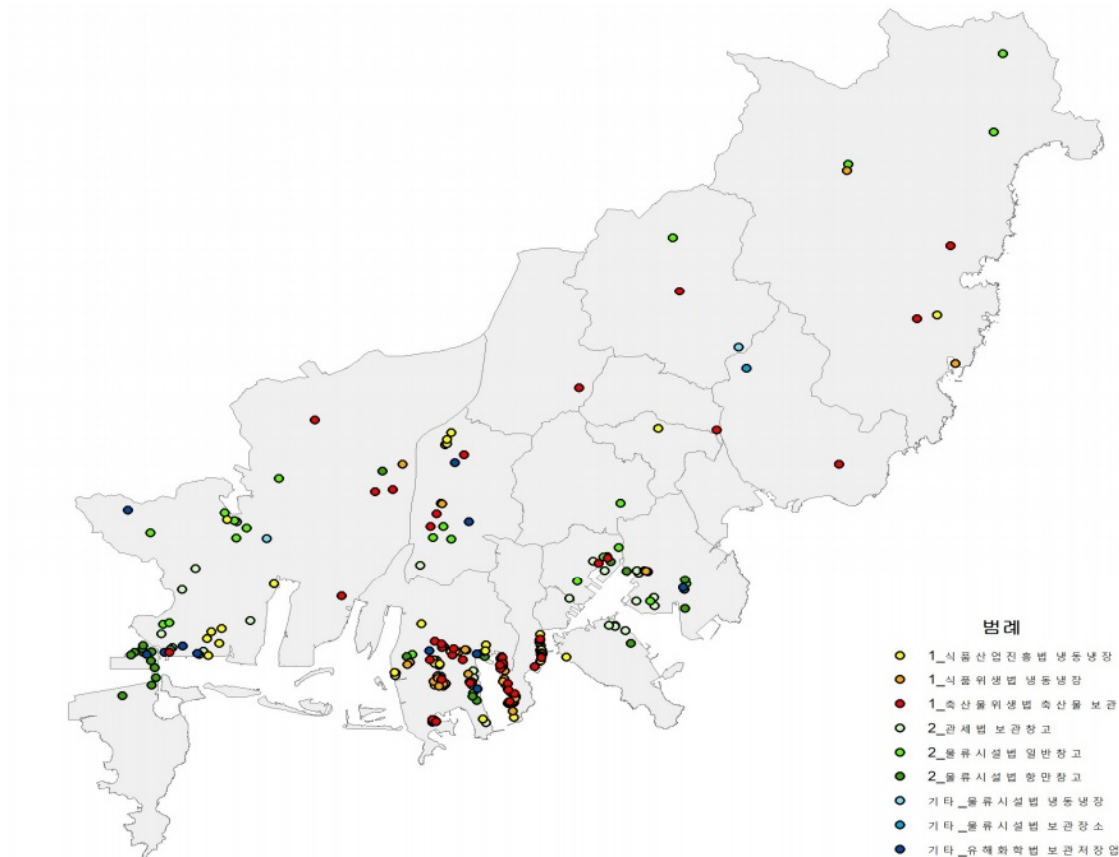 범례
1_식품산업진흥법 냉동냉장
1_식품위생법 냉동냉장
1_축산물위생법 축산물 보관
2_관세법 보관창고
2_물류시설법 일반창고
2_물류시설법 항만창고
기타_물류시설법 냉동냉장
기타_물류시설법 보관장소
기타_유해화학법 보관저장업